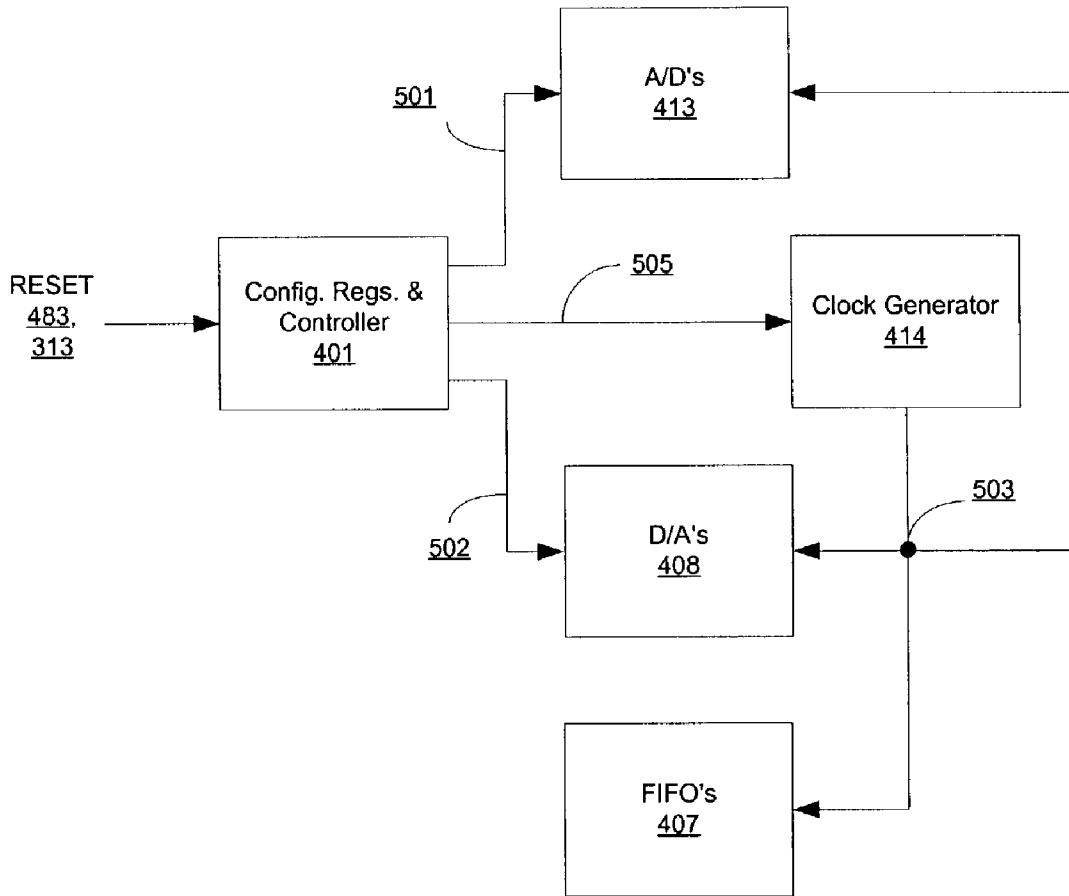 A/D's
413
501
505
RESET
483,
313
Config. Regs. &
Controller
401
Clock Generator
414
503
502
D/A's
408
FIFO's
407